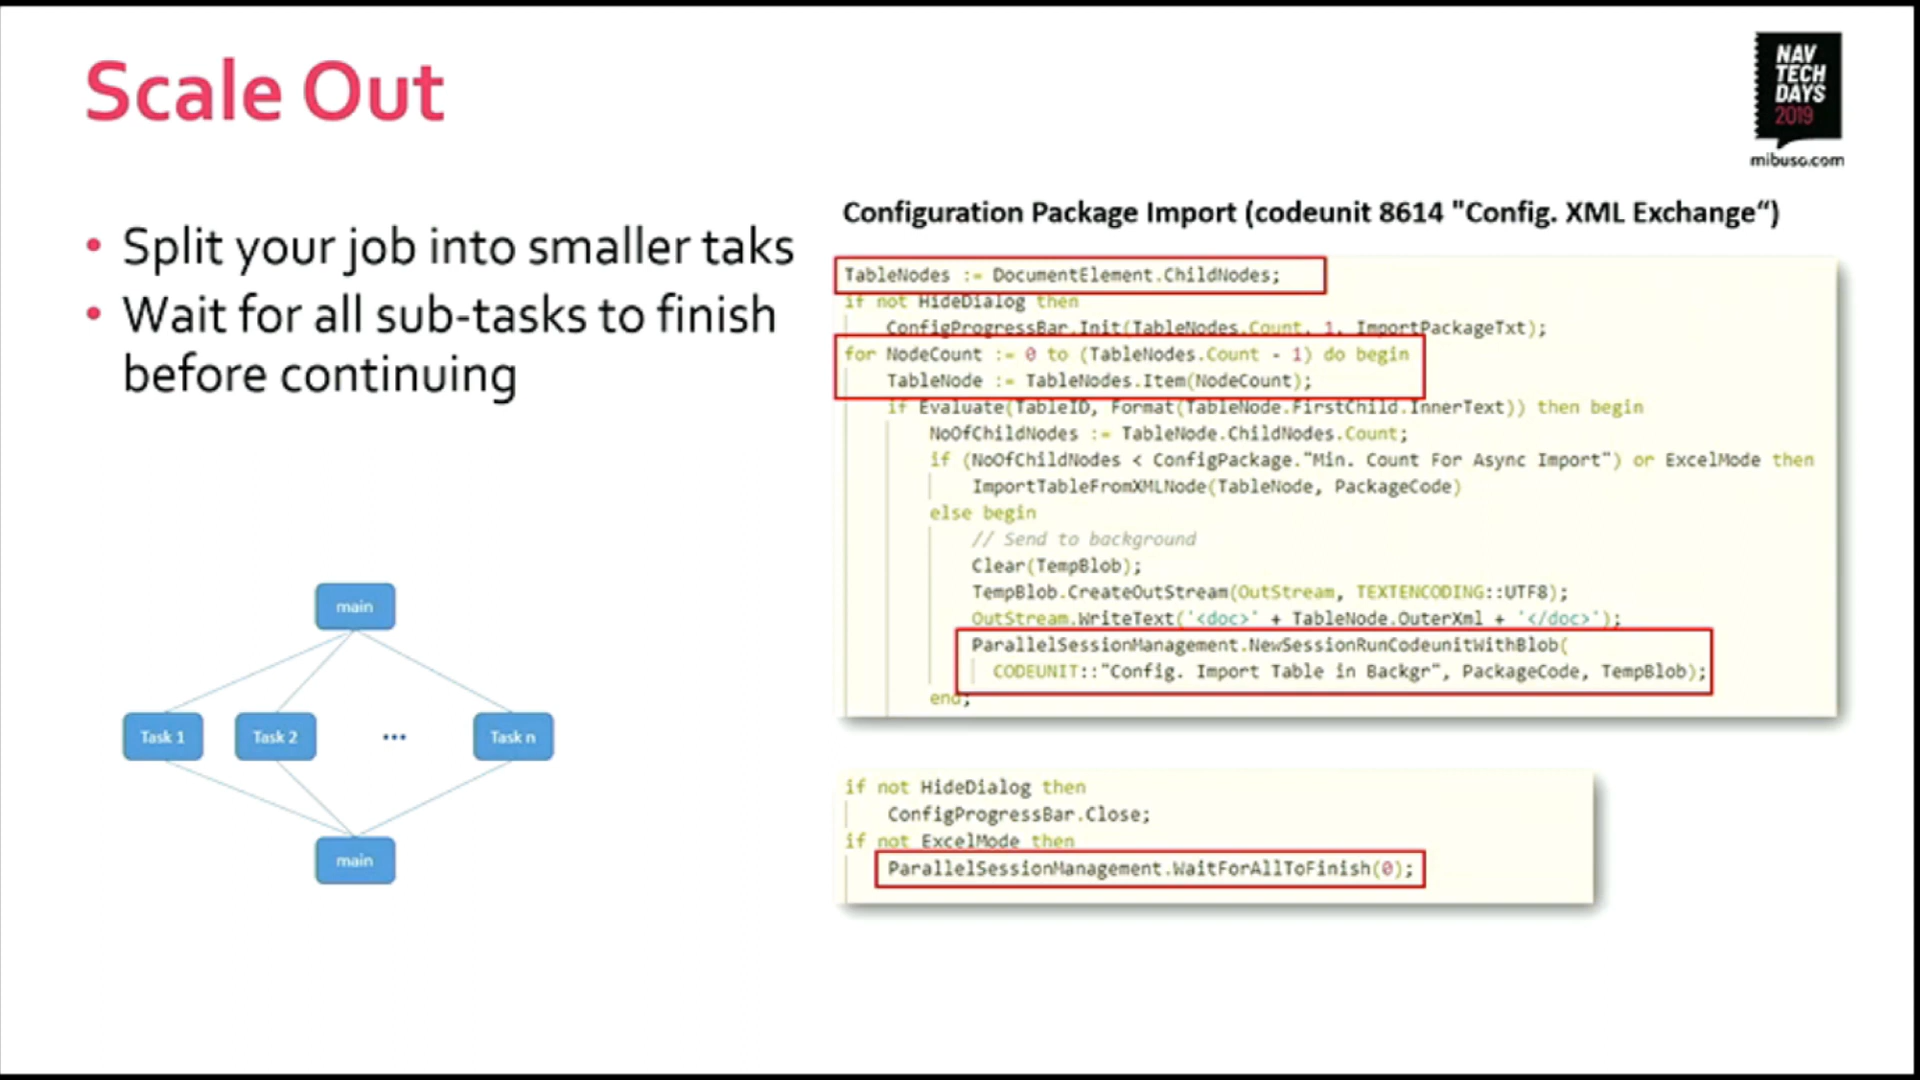 Scale Out
NAV
TECH
DAYS
2019
mibuso.com
• Split your job into smaller taks
• Wait for all sub-tasks to finish
before continuing
main
Task 1
Task 2
...
Task n
main
Configuration Package Import (codeunit 8614 "Config. XML Exchange“)
TableNodes := DocumentElement.ChildNodes;
if not HideDialog then
ConfigProgressBar.Init(TableNodes.Count, 1, ImportPackageTxt);
for NodeCount := 0 to (TableNodes.Count - 1) do begin
TableNode := TableNodes.Item(NodeCount);
if Evaluate(TableID, Format(TableNode.FirstChild.InnerText)) then begin
NoOfChildNodes := TableNode.ChildNodes.Count;
if (NoOfChildNodes < ConfigPackage."Min. Count For Async Import") or ExcelMode then
ImportTableFromXMLNode(TableNode, PackageCode)
else begin
// Send to background
Clear(TempBlob);
TempBlob.CreateOutStream(OutStream, TEXTENCODING::UTF8);
OutStream.WriteText('<doc>' + TableNode.OuterXml + '</doc>');
ParallelSessionManagement.NewSessionRunCodeunitWithBlob(
CODEUNIT::"Config. Import Table in Backgr", PackageCode, TempBlob);
end;
if not HideDialog then
ConfigProgressBar.Close;
if not ExcelMode then
ParallelSessionManagement.WaitForAllToFinish(0);